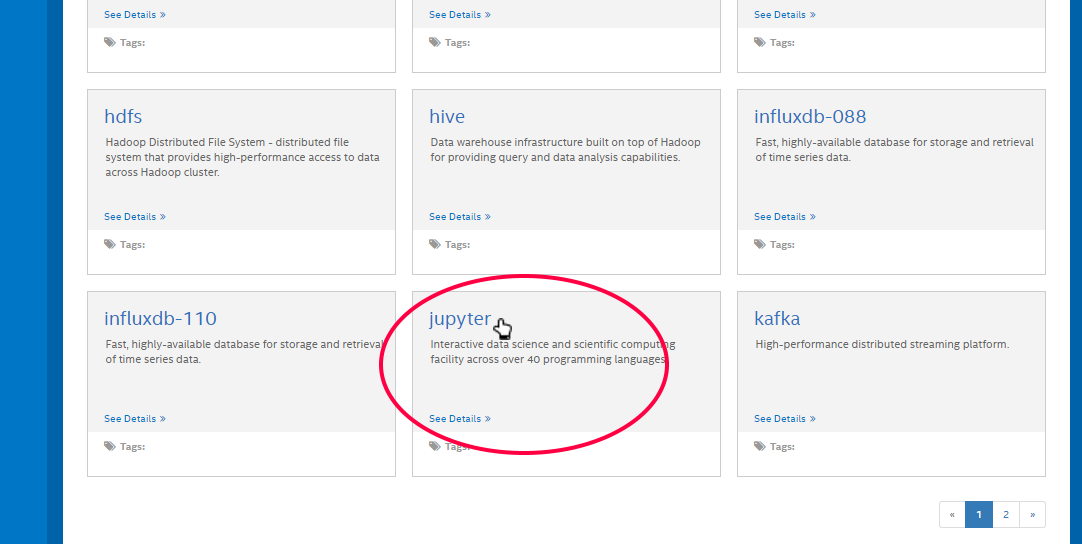 See Details »
See Details »
See Details »
Tags:
Tags:
Tags:
hdfs
Hadoop Distributed File System - distributed file
system that provides high-performance access to data
across Hadoop cluster.
See Details »
Tags:
hive
Data warehouse infrastructure built on top of Hadoop
for providing query and data analysis capabilities.
See Details »
Tags:
influxdb-088
Fast, highly-available database for storage and retrieval
of time series data.
See Details »
Tags:
influxdb-110
Fast, highly-available database for storage and retrieval
of time series data.
See Details »
Tags:
jupyter
Interactive data science and scientific computing
facility across over 40 programming languages.
See Details »
Tags:
kafka
High-performance distributed streaming platform.
See Details »
Tags:
« 1 2 »